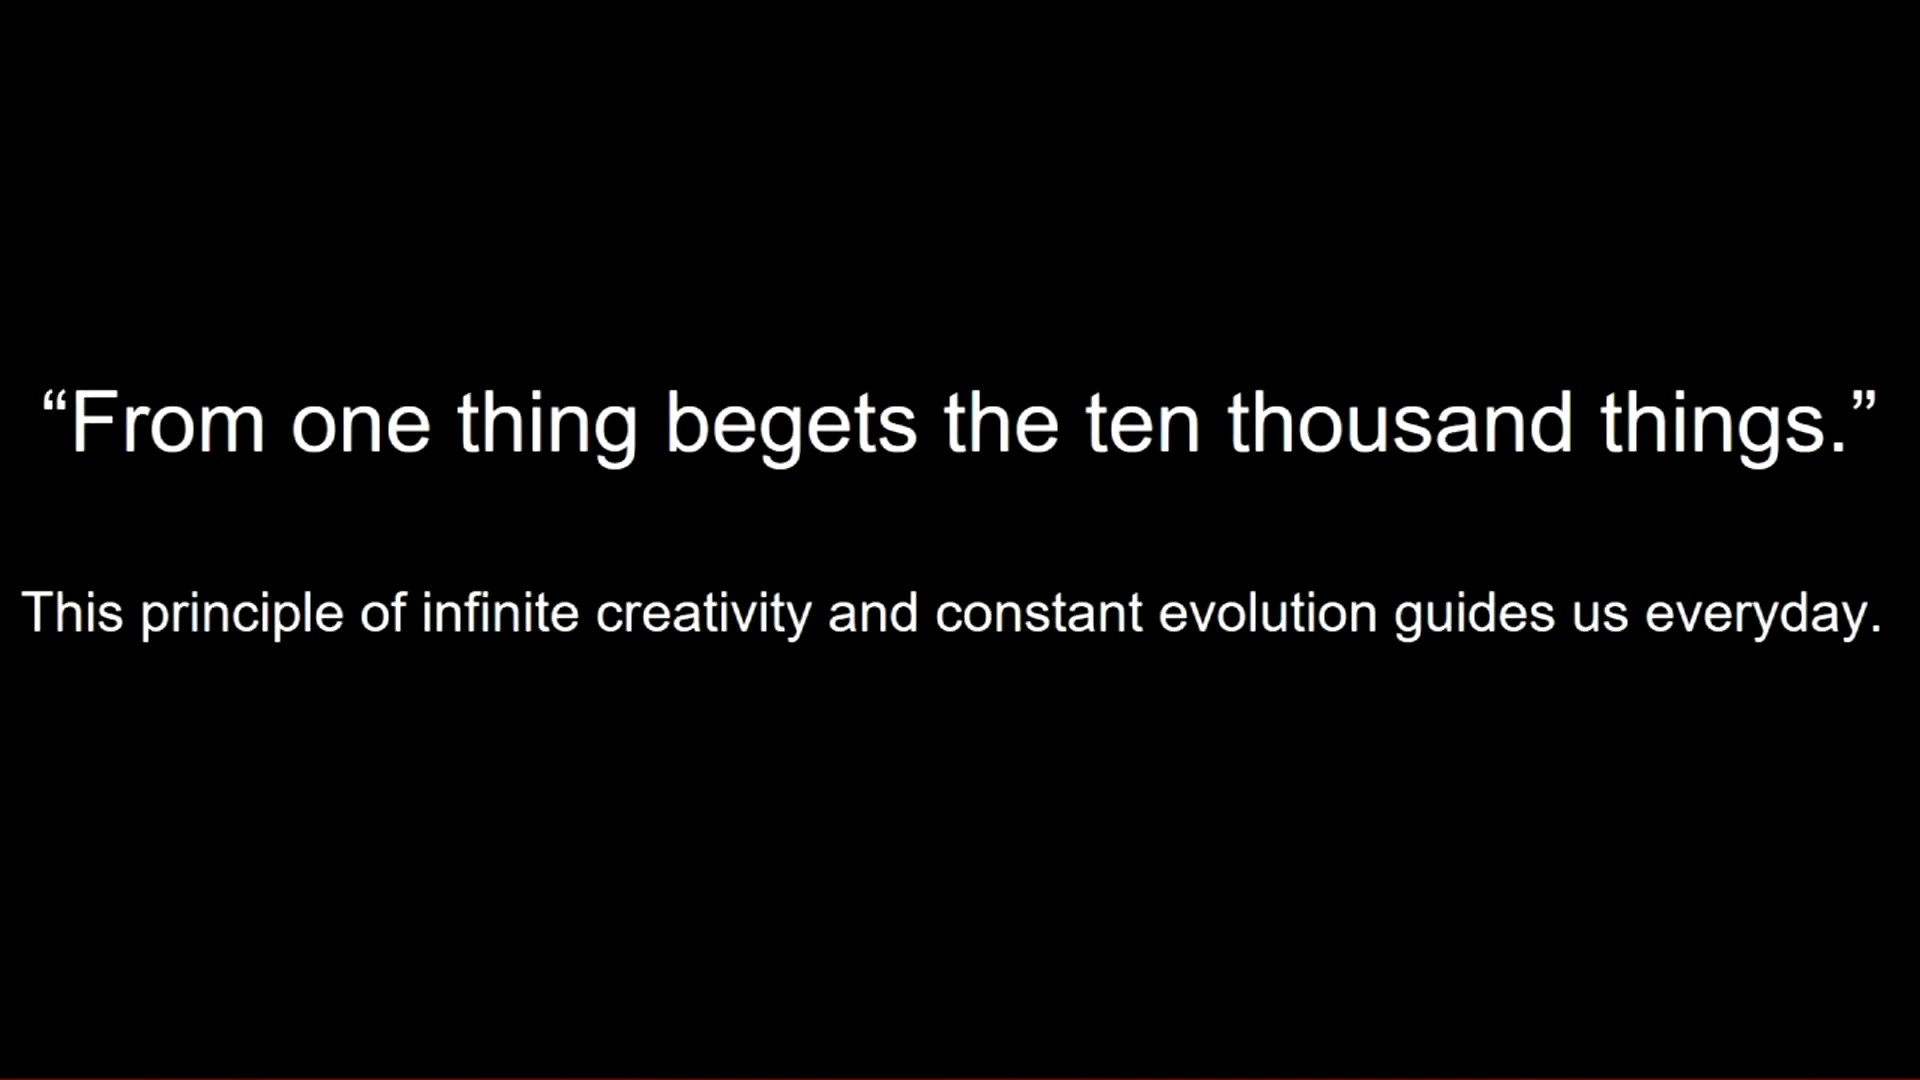 “From one thing begets the ten thousand things.”
This principle of infinite creativity and constant evolution guides us everyday.